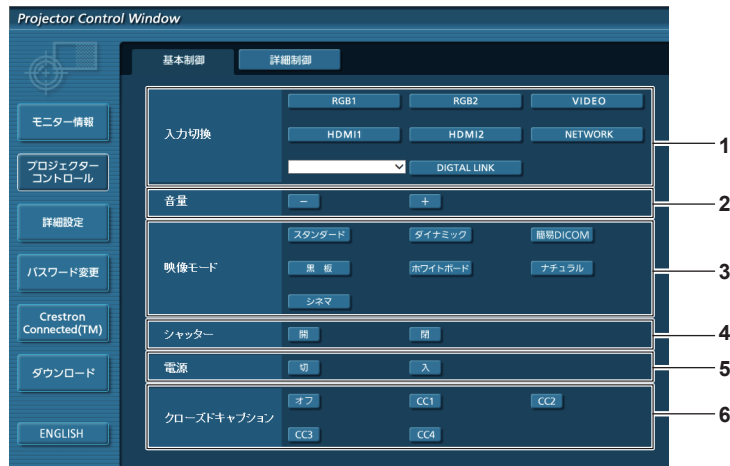 Projector Control Window
基本制御
詳細制御
モニター情報
プロジェクター
コントロール
詳細設定
パスワード変更
Crestron
Connected(TM)
ダウンロード
ENGLISH
入力切換
RGB1 RGB2 VIDEO
HDMI1 HDMI2 NETWORK
DIGTAL LINK
1
音量
- +
2
映像モード
スタンダード ダイナミック 簡易DICOM
黒 板 ホワイトボード ナチュラル
シネマ
3
シャッター
開 閉
4
電源
切 入
5
クローズドキャプション
オフ CC1 CC2
CC3 CC4
6